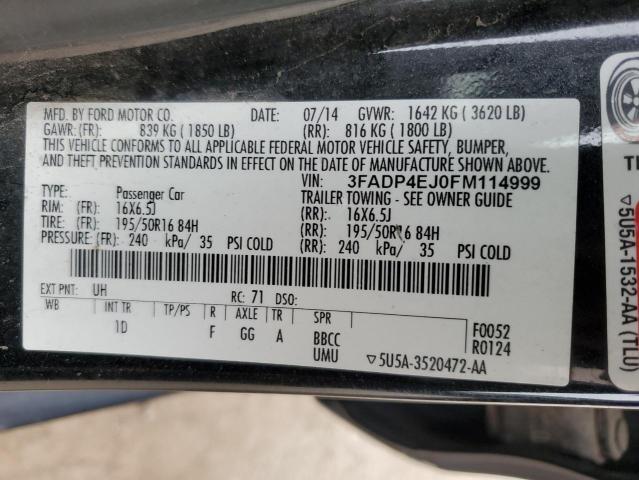 MFD. BY FORD MOTOR CO. DATE: 07/14 GVWR: 1642 KG ( 3620 LB)
GAWR: (FR): 839 KG ( 1850 LB) (RR): 816 KG ( 1800 LB)
THIS VEHICLE CONFORMS TO ALL APPLICABLE FEDERAL MOTOR VEHICLE SAFETY, BUMPER,
AND THEFT PREVENTION STANDARDS IN EFFECT ON THE DATE OF MANUFACTURE SHOWN ABOVE.
VIN: 3FADP4EJ0FM114999
TYPE: Passenger Car TRAILER TOWING - SEE OWNER GUIDE
RIM: (FR): 16X6.5J (RR): 16X6.5J
TIRE: (FR): 195/50R16 84H (RR): 195/50R16 84H
PRESSURE: (FR): 240 kPa/ 35 PSI COLD (RR): 240 kPa/ 35 PSI COLD
EXT PNT: UH RC: 71 DSO:
WB INT TR TP/PS R AXLE TR SPR
1D F GG A BBCC
UMU
F0052
R0124
▽5U5A-3520472-AA
▽5U5A-1532-AA (TLU)